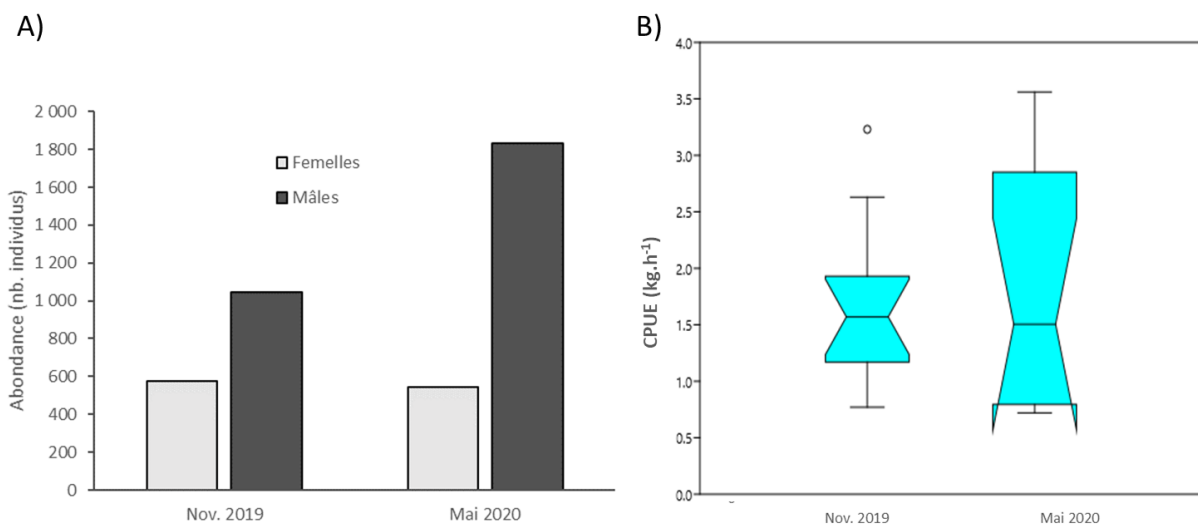 A)
2 000
1 800
1 600
1 400
1 200
1 000
800
600
400
200
0
Abondance (nb. individus)
Femelles
Mâles
Nov. 2019 Mai 2020
B)
4.0
3.5
3.0
2.5
2.0
1.5
1.0
0.5
0.0
CPUE (kg.h-1)
Nov. 2019 Mai 2020